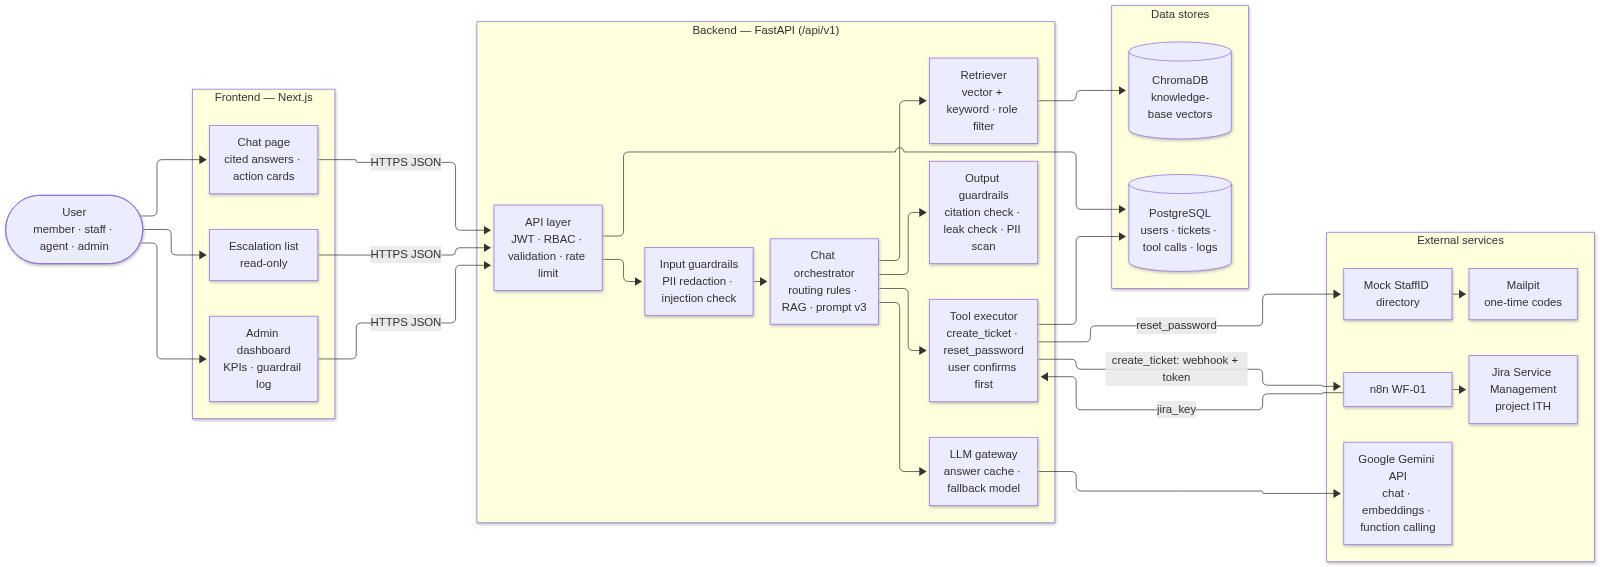 User
member · staff ·
agent · admin
Frontend — Next.js
Chat page
cited answers ·
action cards
Escalation list
read-only
Admin
dashboard
KPIs · guardrail
log
HTTPS JSON
HTTPS JSON
HTTPS JSON
Backend — FastAPI (/api/v1)
API layer
JWT · RBAC ·
validation · rate
limit
Input guardrails
PII redaction ·
injection check
Chat
orchestrator
routing rules ·
RAG · prompt v3
Retriever
vector +
keyword · role
filter
Output
guardrails
citation check ·
leak check · PII
scan
Tool executor
create_ticket ·
reset_password
user confirms
first
LLM gateway
answer cache ·
fallback model
Data stores
ChromaDB
knowledge-
base vectors
PostgreSQL
users · tickets ·
tool calls · logs
reset_password
create_ticket: webhook +
token
jira_key
External services
Mock StaffID
directory
Mailpit
one-time codes
n8n WF-01
Jira Service
Management
project ITH
Google Gemini
API
chat ·
embeddings ·
function calling